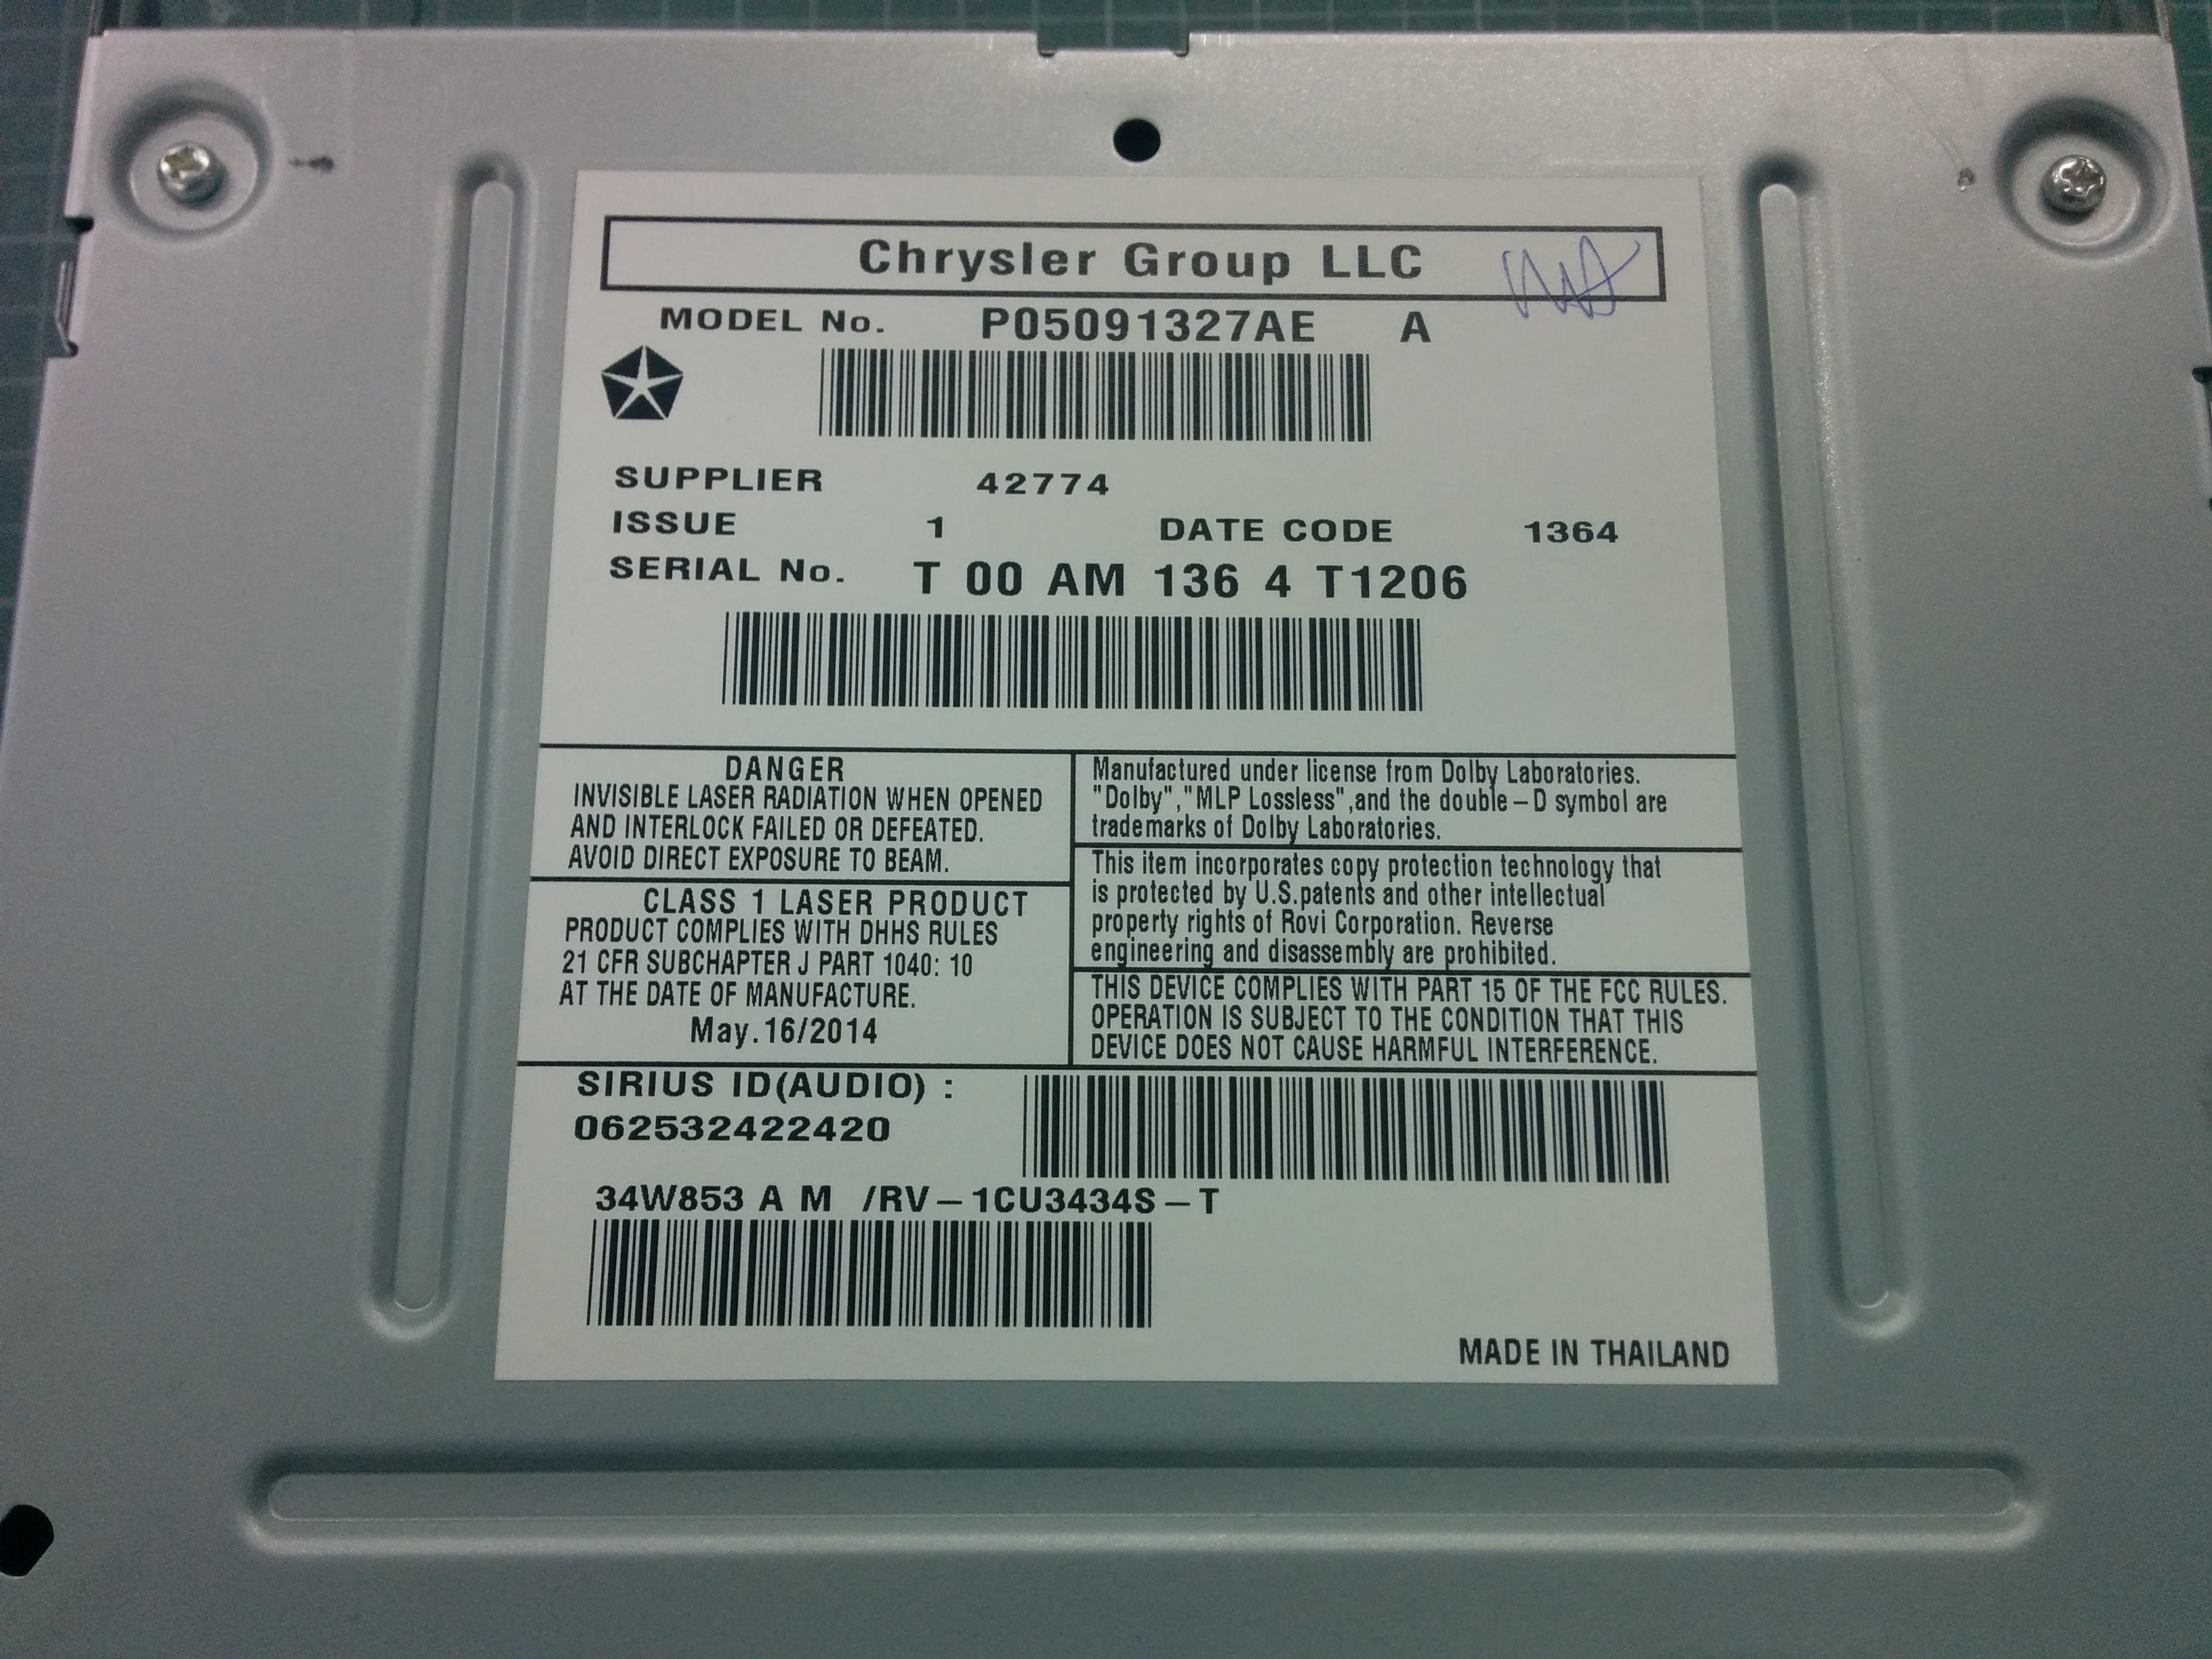 Chrysler Group LLC
MODEL No. P05091327AE A
SUPPLIER 42774
ISSUE 1 DATE CODE 1364
SERIAL No. T 00 AM 136 4 T1206
DANGER
INVISIBLE LASER RADIATION WHEN OPENED
AND INTERLOCK FAILED OR DEFEATED.
AVOID DIRECT EXPOSURE TO BEAM.
CLASS 1 LASER PRODUCT
PRODUCT COMPLIES WITH DHHS RULES
21 CFR SUBCHAPTER J PART 1040: 10
AT THE DATE OF MANUFACTURE.
May.16/2014
Manufactured under license from Dolby Laboratories.
"Dolby","MLP Lossless",and the double-D symbol are
trademarks of Dolby Laboratories.
This item incorporates copy protection technology that
is protected by U.S.patents and other intellectual
property rights of Rovi Corporation. Reverse
engineering and disassembly are prohibited.
THIS DEVICE COMPLIES WITH PART 15 OF THE FCC RULES.
OPERATION IS SUBJECT TO THE CONDITION THAT THIS
DEVICE DOES NOT CAUSE HARMFUL INTERFERENCE.
SIRIUS ID(AUDIO) :
062532422420
34W853 A M /RV-1CU3434S-T
MADE IN THAILAND